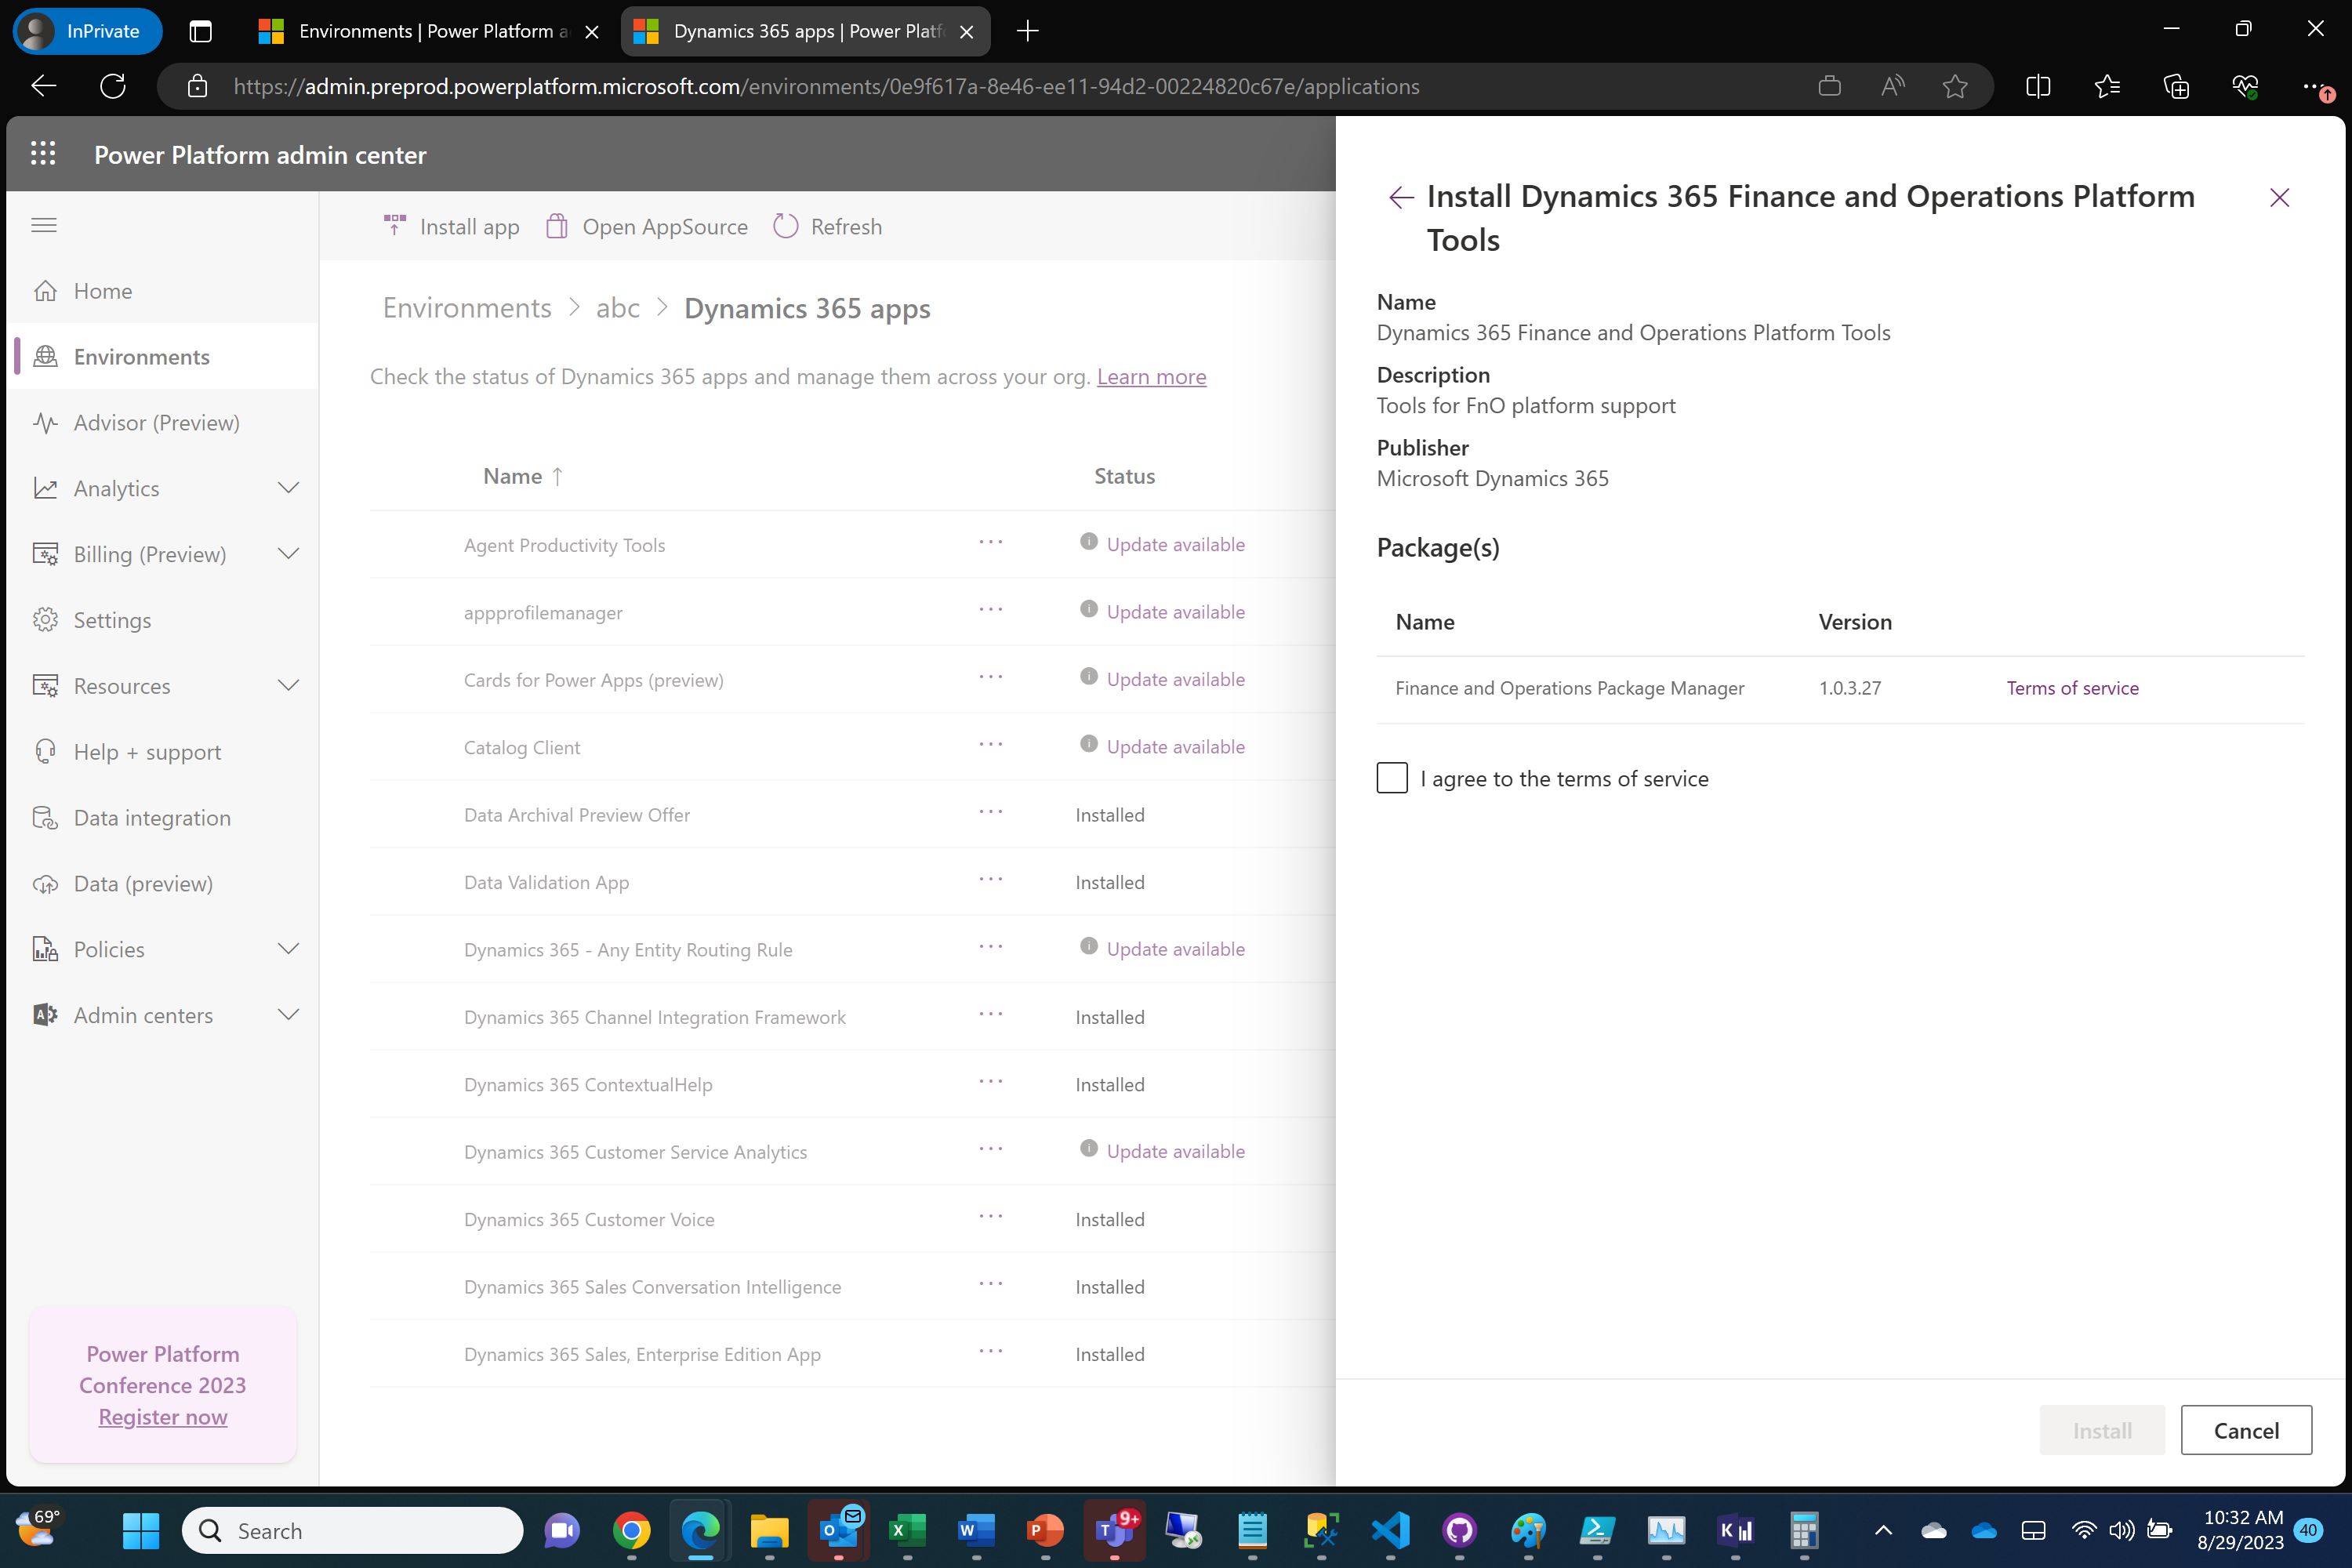 InPrivate
Environments | Power Platform a
Dynamics 365 apps | Power Platf
https://admin.preprod.powerplatform.microsoft.com/environments/0e9f617a-8e46-ee11-94d2-00224820c67e/applications
Power Platform admin center
Home
Environments
Advisor (Preview)
Analytics
Billing (Preview)
Settings
Resources
Help + support
Data integration
Data (preview)
Policies
Admin centers
Power Platform
Conference 2023
Register now
Install app
Open AppSource
Refresh
Environments > abc > Dynamics 365 apps
Check the status of Dynamics 365 apps and manage them across your org. Learn more
Name ↑ Status
Agent Productivity Tools ... Update available
appprofilemanager ... Update available
Cards for Power Apps (preview) ... Update available
Catalog Client ... Update available
Data Archival Preview Offer ... Installed
Data Validation App ... Installed
Dynamics 365 - Any Entity Routing Rule ... Update available
Dynamics 365 Channel Integration Framework ... Installed
Dynamics 365 ContextualHelp ... Installed
Dynamics 365 Customer Service Analytics ... Update available
Dynamics 365 Customer Voice ... Installed
Dynamics 365 Sales Conversation Intelligence ... Installed
Dynamics 365 Sales, Enterprise Edition App ... Installed
Install Dynamics 365 Finance and Operations Platform
Tools
Name
Dynamics 365 Finance and Operations Platform Tools
Description
Tools for FnO platform support
Publisher
Microsoft Dynamics 365
Package(s)
Name Version
Finance and Operations Package Manager 1.0.3.27 Terms of service
I agree to the terms of service
Install
Cancel
69°
Search
9+
10:32 AM
8/29/2023
40